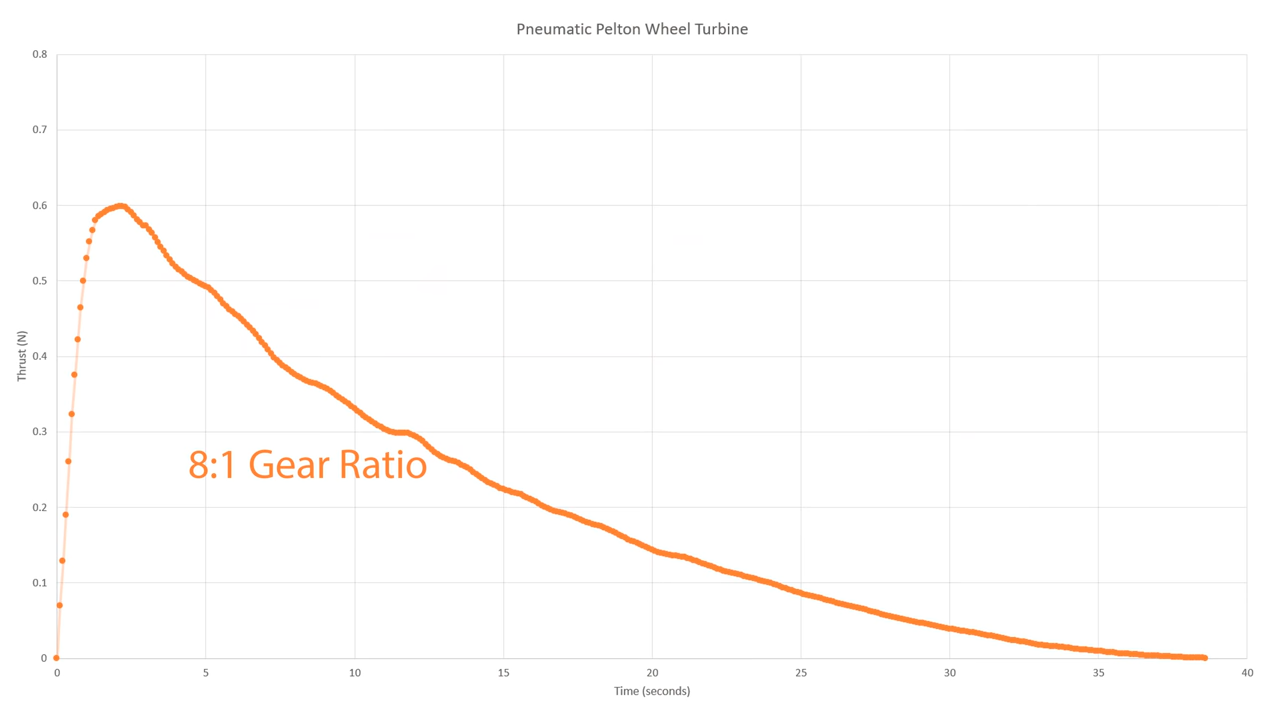 Pneumatic Pelton Wheel Turbine
0.8
0.7
0.6
0.5
0.4
0.3
0.2
0.1
0
Thrust (N)
8:1 Gear Ratio
0 5 10 15 20 25 30 35 40
Time (seconds)